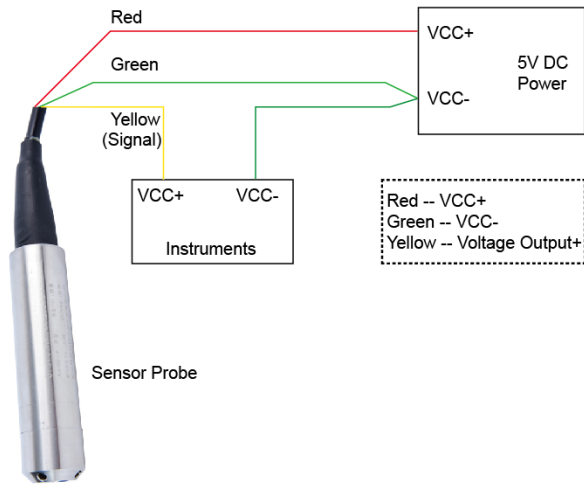 Red
VCC+
5V DC
Power
Green
VCC-
Yellow
(Signal)
VCC+ VCC-
Instruments
Red -- VCC+
Green -- VCC-
Yellow -- Voltage Output+
Sensor Probe